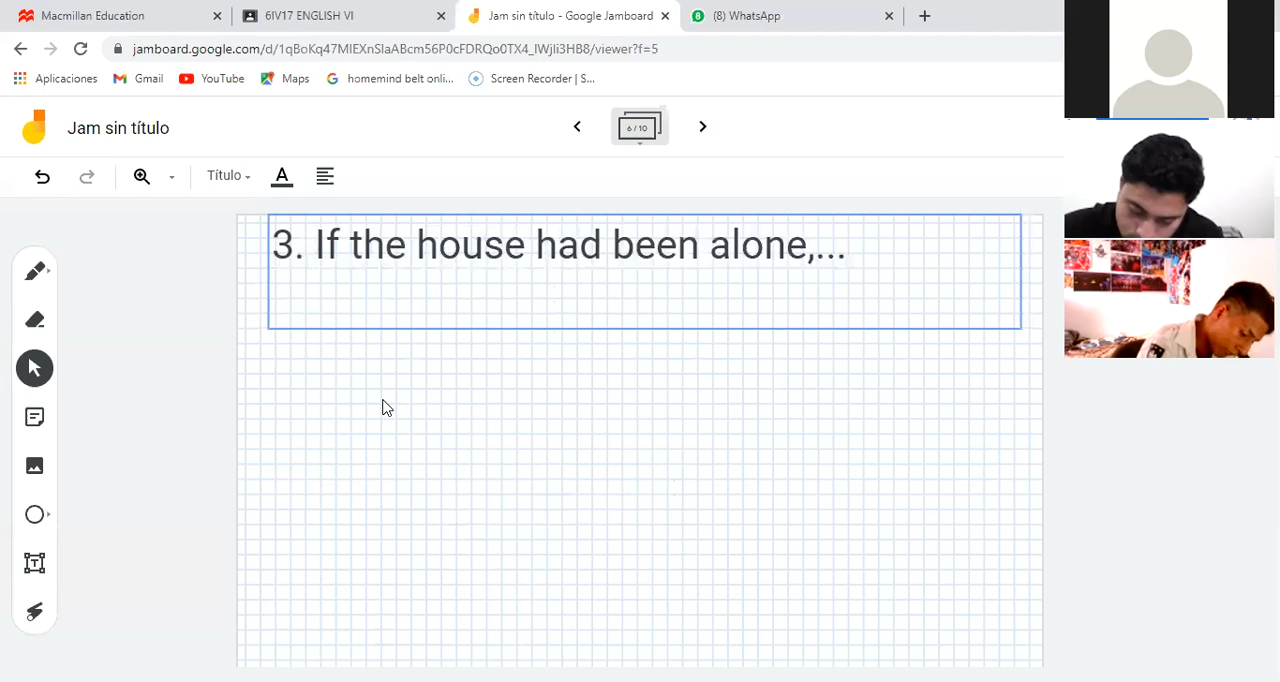 Macmillan Education
6IV17 ENGLISH VI
Jam sin título - Google Jamboard
(8) WhatsApp
jamboard.google.com/d/1qBoKq47MIEXnSlaABcm56P0cFDRQo0TX4_IWjli3HB8/viewer?f=5
Aplicaciones
Gmail
YouTube
Maps
homemind belt onli...
Screen Recorder | S...
Jam sin título
6 / 10
Título
A
3. If the house had been alone,...